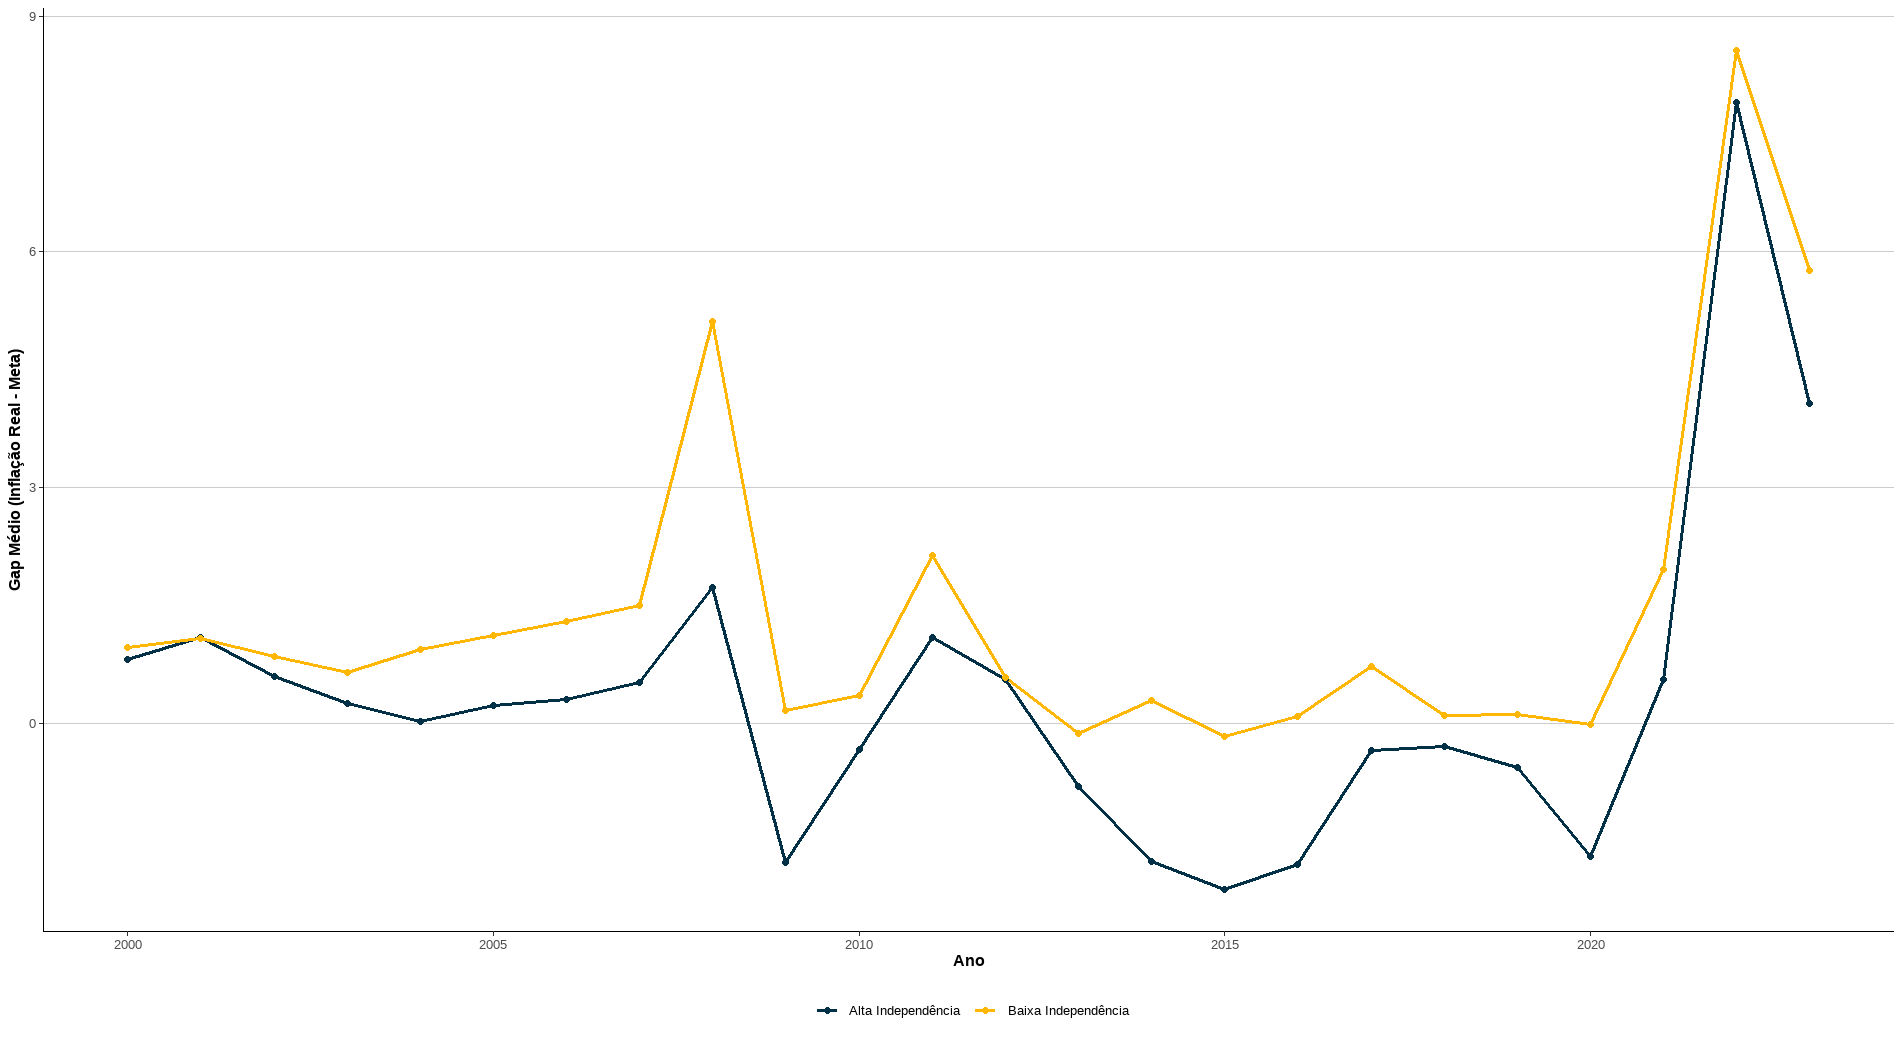 9
6
3
0
Gap Médio (Inflação Real - Meta)
2000 2005 2010 2015 2020
Ano
Alta Independência Baixa Independência